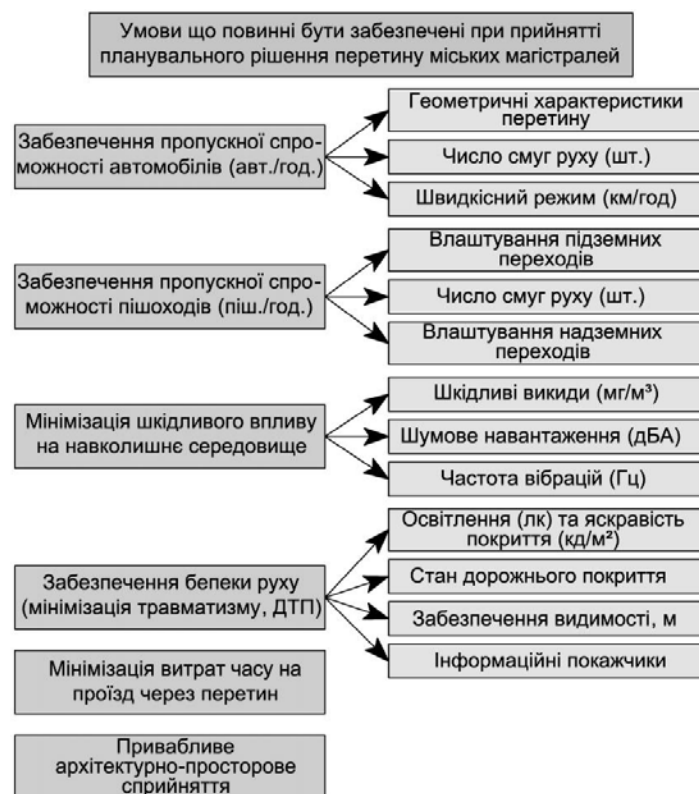 Умови що повинні бути забезпечені при прийнятті
планувального рішення перетину міських магістралей
Забезпечення пропускної спро-
можності автомобілів (авт./год.)
Геометричні характеристики
перетину
Число смуг руху (шт.)
Швидкісний режим (км/год)
Забезпечення пропускної спро-
можності пішоходів (піш./год.)
Влаштування підземних
переходів
Число смуг руху (шт.)
Влаштування надземних
переходів
Мінімізація шкідливого впливу
на навколишнє середовище
Шкідливі викиди (мг/м³)
Шумове навантаження (дБА)
Частота вібрацій (Гц)
Забезпечення бепеки руху
(мінімізація травматизму, ДТП)
Освітлення (лк) та яскравість
покриття (кд/м²)
Стан дорожнього покриття
Забезпечення видимості, м
Інформаційні покажчики
Мінімізація витрат часу на
проїзд через перетин
Привабливе
архітектурно-просторове
сприйняття